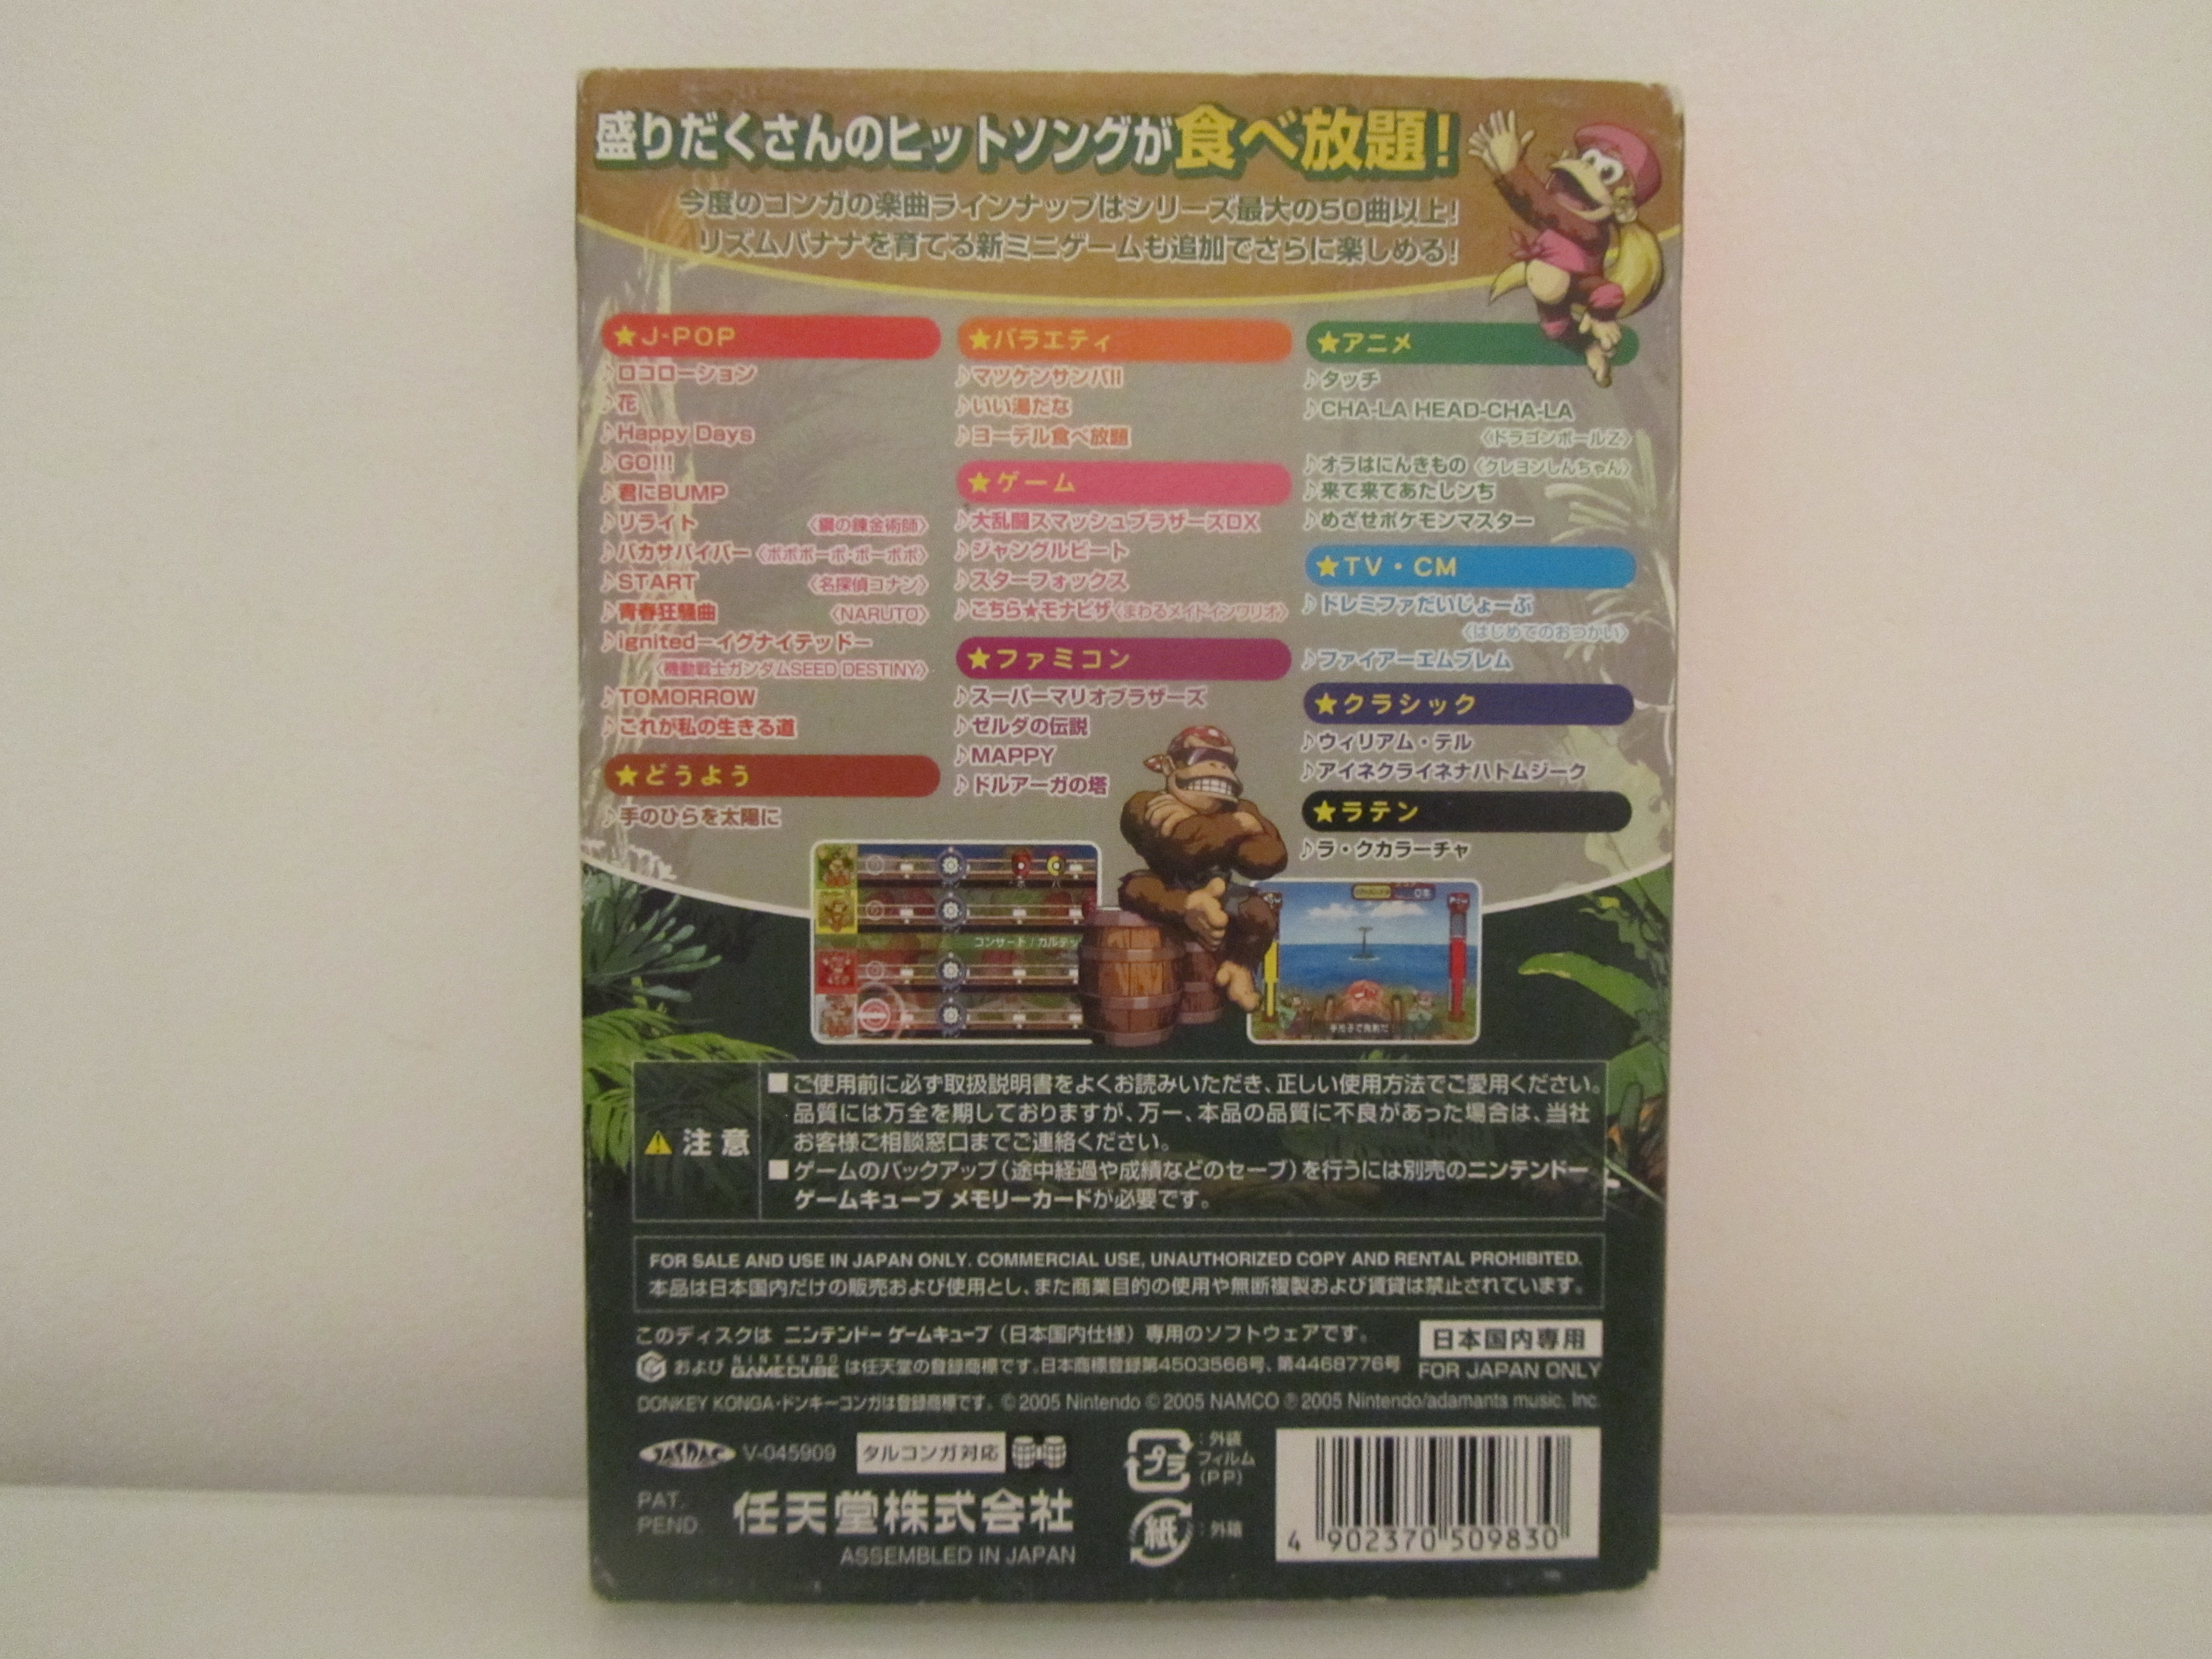 盛りだくさんのヒットソングが食べ放題!
今度のコンガの楽曲ラインナップはシリーズ最大の50曲以上!
リズムバナナを育てる新ミニゲームも追加でさらに楽しめる!
★J-POP
♪ロコローション
♪花
♪Happy Days
♪GO!!!
♪君にBUMP
♪リライト 〈鋼の錬金術師〉
♪バカサバイバー〈ボボボーボ・ボーボボ〉
♪START 〈名探偵コナン〉
♪青春狂騒曲 〈NARUTO〉
♪ignited-イグナイテッド-
〈機動戦士ガンダムSEED DESTINY〉
♪TOMORROW
♪これが私の生きる道
★どうよう
♪手のひらを太陽に
★バラエティ
♪マツケンサンバII
♪いい湯だな
♪ヨーデル食べ放題
★ゲーム
♪大乱闘スマッシュブラザーズDX
♪ジャングルビート
♪スターフォックス
♪こちら★モナピザ〈まわるメイドインワリオ〉
★ファミコン
♪スーパーマリオブラザーズ
♪ゼルダの伝説
♪MAPPY
♪ドルアーガの塔
★アニメ
♪タッチ
♪CHA-LA HEAD-CHA-LA
〈ドラゴンボールZ〉
♪オラはにんきもの〈クレヨンしんちゃん〉
♪来て来てあたしンち
♪めざせポケモンマスター
★TV・CM
♪ドレミファだいじょーぶ
〈はじめてのおつかい〉
♪ファイアーエムブレム
★クラシック
♪ウィリアム・テル
♪アイネクライネナハトムジーク
★ラテン
♪ラ・クカラーチャ
コンサート / カルテッ
注意
■ご使用前に必ず取扱説明書をよくお読みいただき、正しい使用方法でご愛用ください。
品質には万全を期しておりますが、万一、本品の品質に不良があった場合は、当社
お客様ご相談窓口までご連絡ください。
■ゲームのバックアップ(途中経過や成績などのセーブ)を行うには別売のニンテンドー
ゲームキューブ メモリーカードが必要です。
FOR SALE AND USE IN JAPAN ONLY. COMMERCIAL USE, UNAUTHORIZED COPY AND RENTAL PROHIBITED.
本品は日本国内だけの販売および使用とし、また商業目的の使用や無断複製および賃貸は禁止されています。
このディスクは ニンテンドーゲームキューブ(日本国内仕様)専用のソフトウェアです。
および NINTENDO GAMECUBE は任天堂の登録商標です。日本商標登録第4503566号、第4468776号
日本国内専用
FOR JAPAN ONLY
DONKEY KONGA・ドンキーコンガは登録商標です。 ©2005 Nintendo ©2005 NAMCO ℗2005 Nintendo/adamants music, Inc.
JASRAC V-045909 タルコンガ対応
PAT. PEND. 任天堂株式会社
ASSEMBLED IN JAPAN
プラ :外装フィルム(PP)
紙 :外箱
4 902370 509830